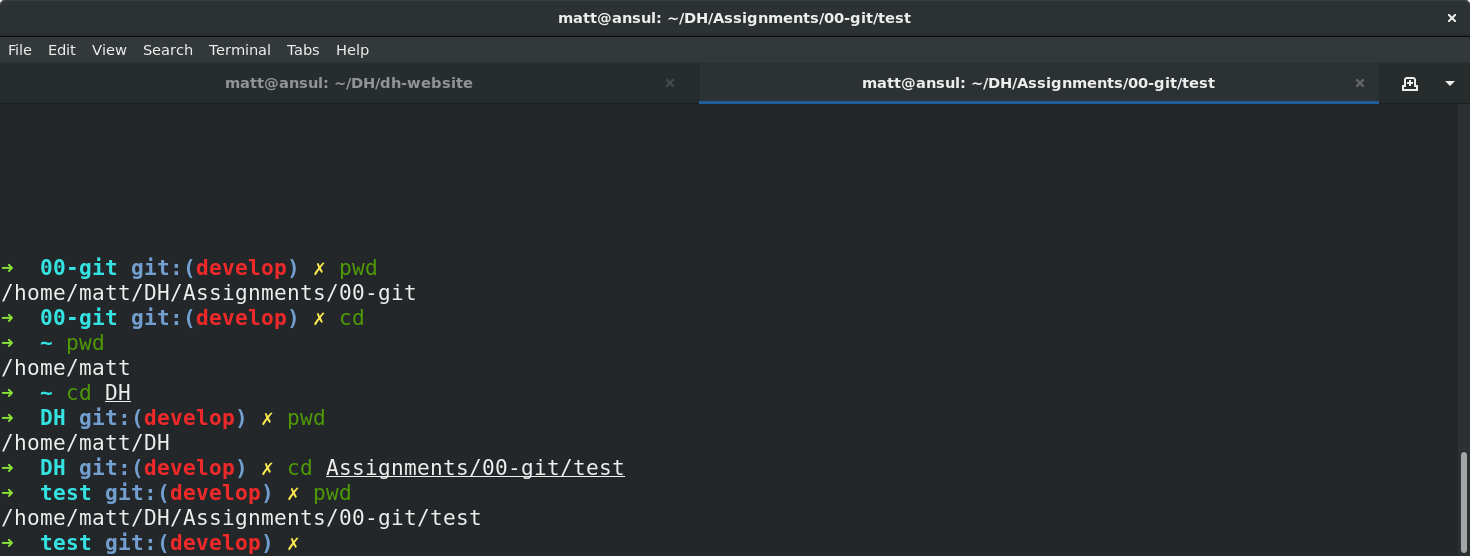 matt@ansul: ~/DH/Assignments/00-git/test ×
File Edit View Search Terminal Tabs Help
matt@ansul: ~/DH/dh-website × matt@ansul: ~/DH/Assignments/00-git/test ×
➜  00-git git:(develop) ✗ pwd
/home/matt/DH/Assignments/00-git
➜  00-git git:(develop) ✗ cd
➜  ~ pwd
/home/matt
➜  ~ cd DH
➜  DH git:(develop) ✗ pwd
/home/matt/DH
➜  DH git:(develop) ✗ cd Assignments/00-git/test
➜  test git:(develop) ✗ pwd
/home/matt/DH/Assignments/00-git/test
➜  test git:(develop) ✗